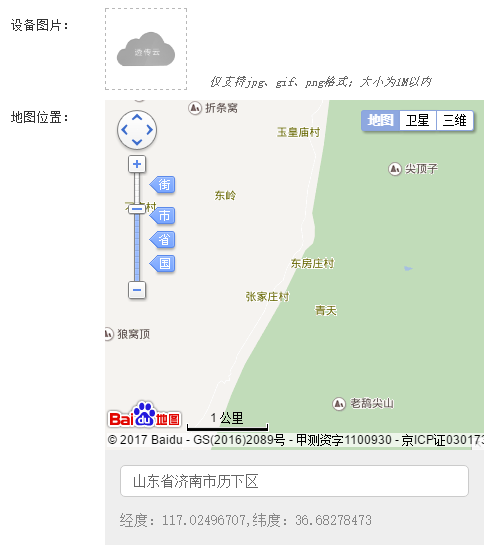 设备图片：
透传云
仅支持jpg、gif、png格式；大小为1M以内
地图位置：
折条窝
地图 卫星 三维
玉皇庙村
尖顶子
街
东岭
市
省
国
东房庄村
张家庄村
青天
狼窝顶
老鸹尖山
Bai du 地图
1 公里
© 2017 Baidu - GS(2016)2089号 - 甲测资字1100930 - 京ICP证030173
山东省济南市历下区
经度：117.02496707,纬度：36.68278473